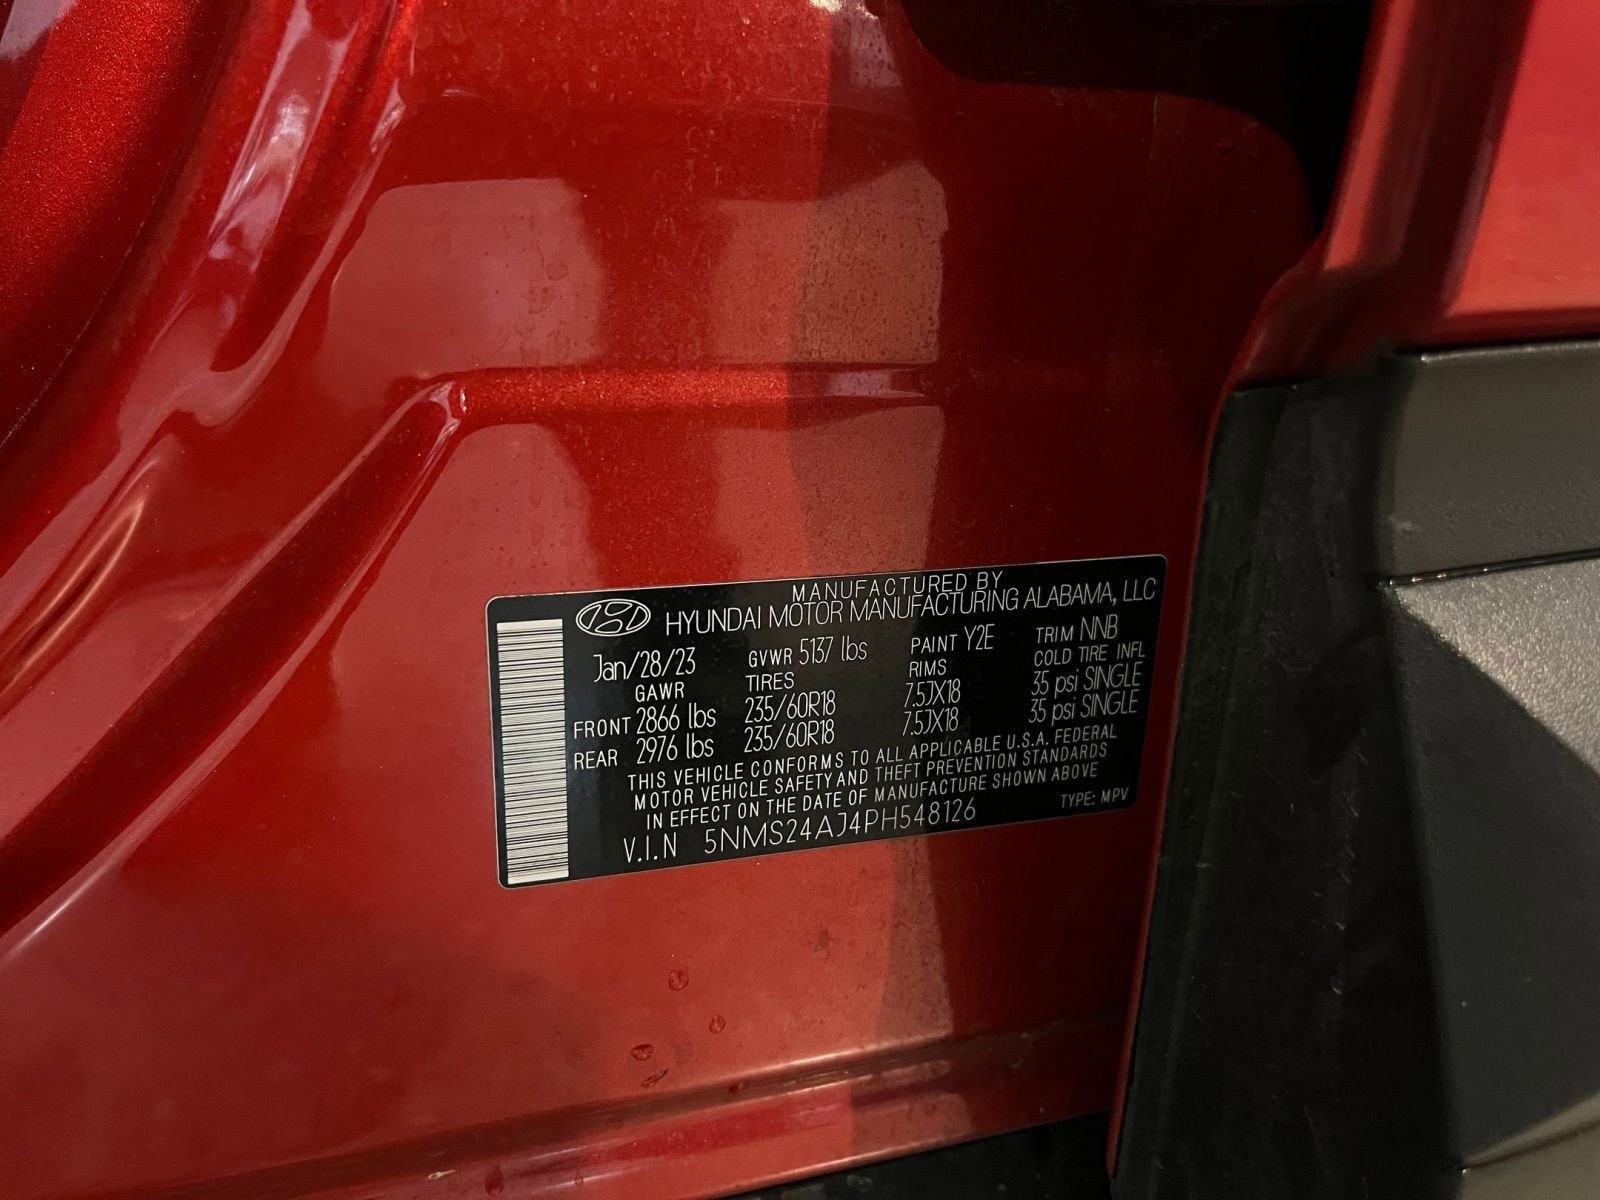 MANUFACTURED BY
HYUNDAI MOTOR MANUFACTURING ALABAMA, LLC
Jan/28/23 GVWR 5137 lbs PAINT Y2E TRIM NNB
GAWR TIRES RIMS COLD TIRE INFL
FRONT 2866 lbs 235/60R18 7.5JX18 35 psi SINGLE
REAR 2976 lbs 235/60R18 7.5JX18 35 psi SINGLE
THIS VEHICLE CONFORMS TO ALL APPLICABLE U.S.A. FEDERAL
MOTOR VEHICLE SAFETY AND THEFT PREVENTION STANDARDS
IN EFFECT ON THE DATE OF MANUFACTURE SHOWN ABOVE
V.I.N 5NMS24AJ4PH548126 TYPE: MPV